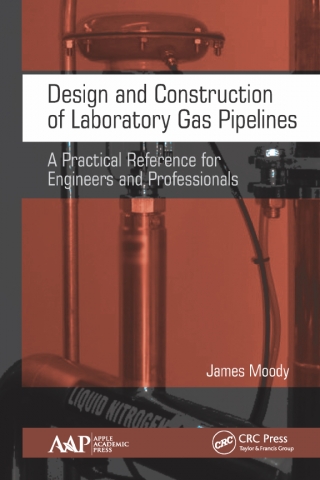 Design and Construction
of Laboratory Gas Pipelines
A Practical Reference for
Engineers and Professionals
James Moody
LIQUID NITROGEN
AAP
APPLE
ACADEMIC
PRESS
CRC
CRC Press
Taylor & Francis Group